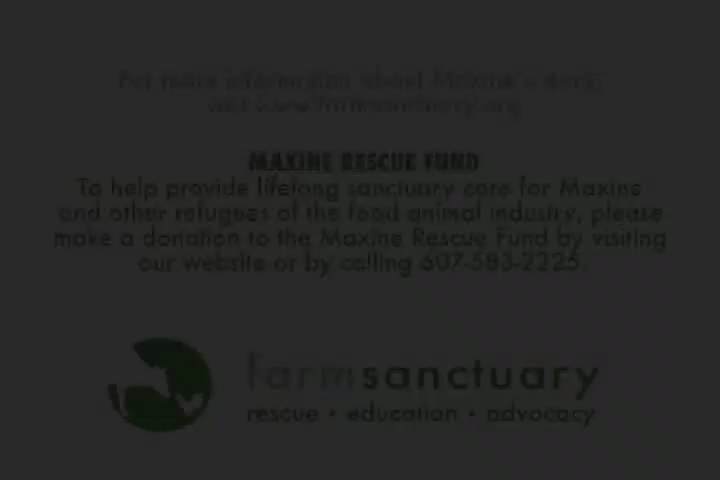 For more information about Maxine's story,
visit www.farmsanctuary.org
MAXINE RESCUE FUND
To help provide lifelong sanctuary care for Maxine
and other refugees of the food animal industry, please
make a donation to the Maxine Rescue Fund by visiting
our website or by calling 607-583-2225.
farmsanctuary
rescue • education • advocacy